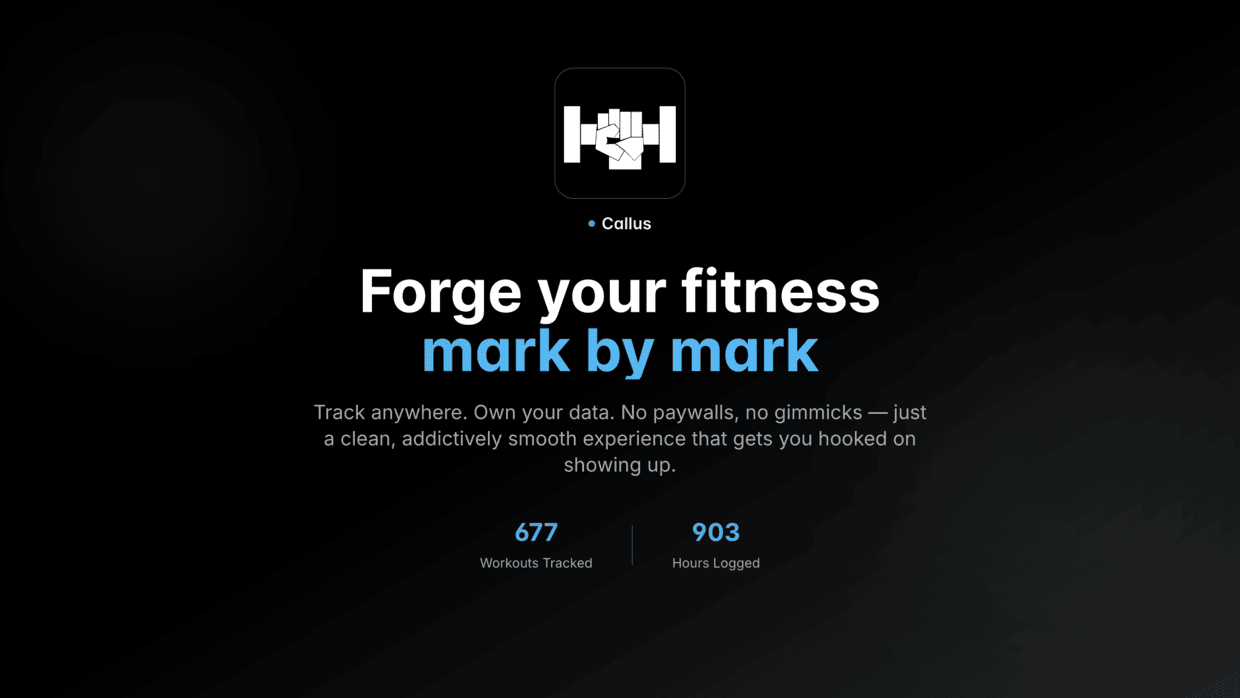 Callus
Forge your fitness
mark by mark
Track anywhere. Own your data. No paywalls, no gimmicks — just
a clean, addictively smooth experience that gets you hooked on
showing up.
677
Workouts Tracked
903
Hours Logged